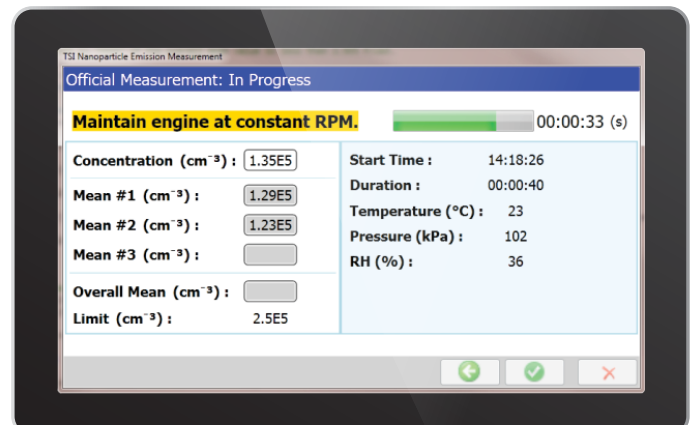 TSI Nanoparticle Emission Measurement
Official Measurement: In Progress
Maintain engine at constant RPM.
00:00:33 (s)
Concentration (cm⁻³) : 1.35E5
Mean #1 (cm⁻³) : 1.29E5
Mean #2 (cm⁻³) : 1.23E5
Mean #3 (cm⁻³) :
Overall Mean (cm⁻³) :
Limit (cm⁻³) : 2.5E5
Start Time : 14:18:26
Duration : 00:00:40
Temperature (°C) : 23
Pressure (kPa) : 102
RH (%) : 36